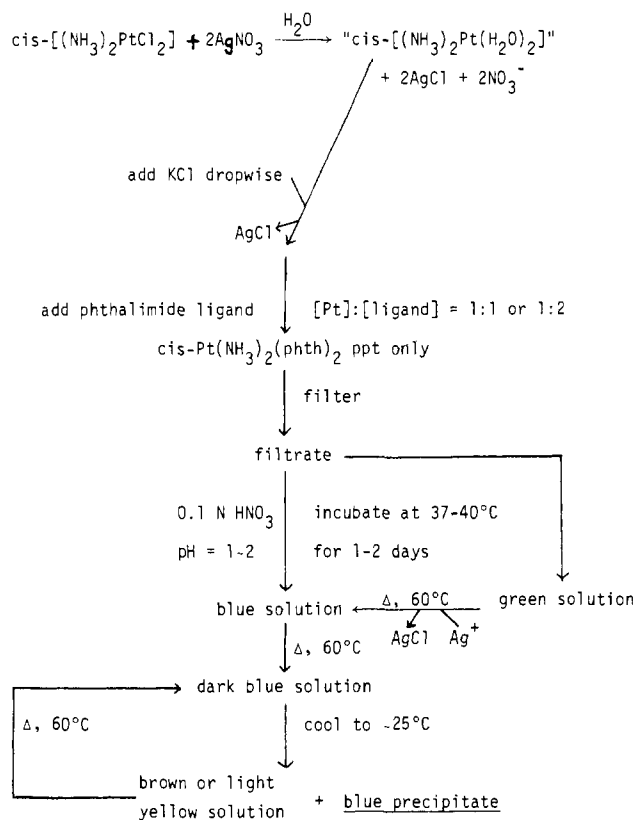 cis-[(NH₃)₂PtCl₂] + 2AgNO₃ H₂O "cis-[(NH₃)₂Pt(H₂O)₂]"
+ 2AgCl + 2NO₃⁻
add KCl dropwise
AgCl
add phthalimide ligand [Pt]:[ligand] = 1:1 or 1:2
cis-Pt(NH₃)₂(phth)₂ ppt only
filter
filtrate
0.1 N HNO₃ incubate at 37-40°C
pH = 1-2 for 1-2 days
blue solution Δ, 60°C green solution
AgCl Ag⁺
Δ, 60°C
dark blue solution
Δ, 60°C cool to ~25°C
brown or light
yellow solution + blue precipitate